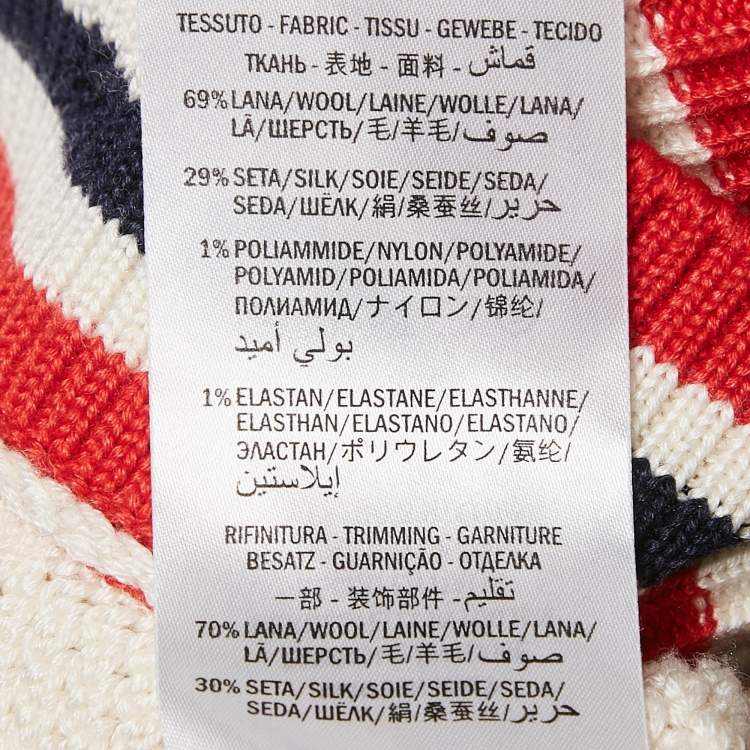 TESSUTO - FABRIC - TISSU - GEWEBE - TECIDO
ТКАНЬ - 表地 - 面料 - قماش
69% LANA/WOOL/LAINE/WOLLE/LANA/
LÃ/ШЕРСТЬ/毛/羊毛/صوف
29% SETA/SILK/SOIE/SEIDE/SEDA/
SEDA/ШЁЛК/絹/桑蚕丝/حرير
1% POLIAMMIDE/NYLON/POLYAMIDE/
POLYAMID/POLIAMIDA/POLIAMIDA/
ПОЛИАМИД/ナイロン/锦纶/
بولي أميد
1% ELASTAN/ELASTANE/ELASTHANNE/
ELASTHAN/ELASTANO/ELASTANO/
ЭЛАСТАН/ポリウレタン/氨纶/
إيلاستين
RIFINITURA - TRIMMING - GARNITURE
BESATZ - GUARNIÇÃO - ОТДЕЛКА
一部 - 装饰部件 - تقليم
70% LANA/WOOL/LAINE/WOLLE/LANA/
LÃ/ШЕРСТЬ/毛/羊毛/صوف
30% SETA/SILK/SOIE/SEIDE/SEDA/
SEDA/ШЁЛК/絹/桑蚕丝/حرير